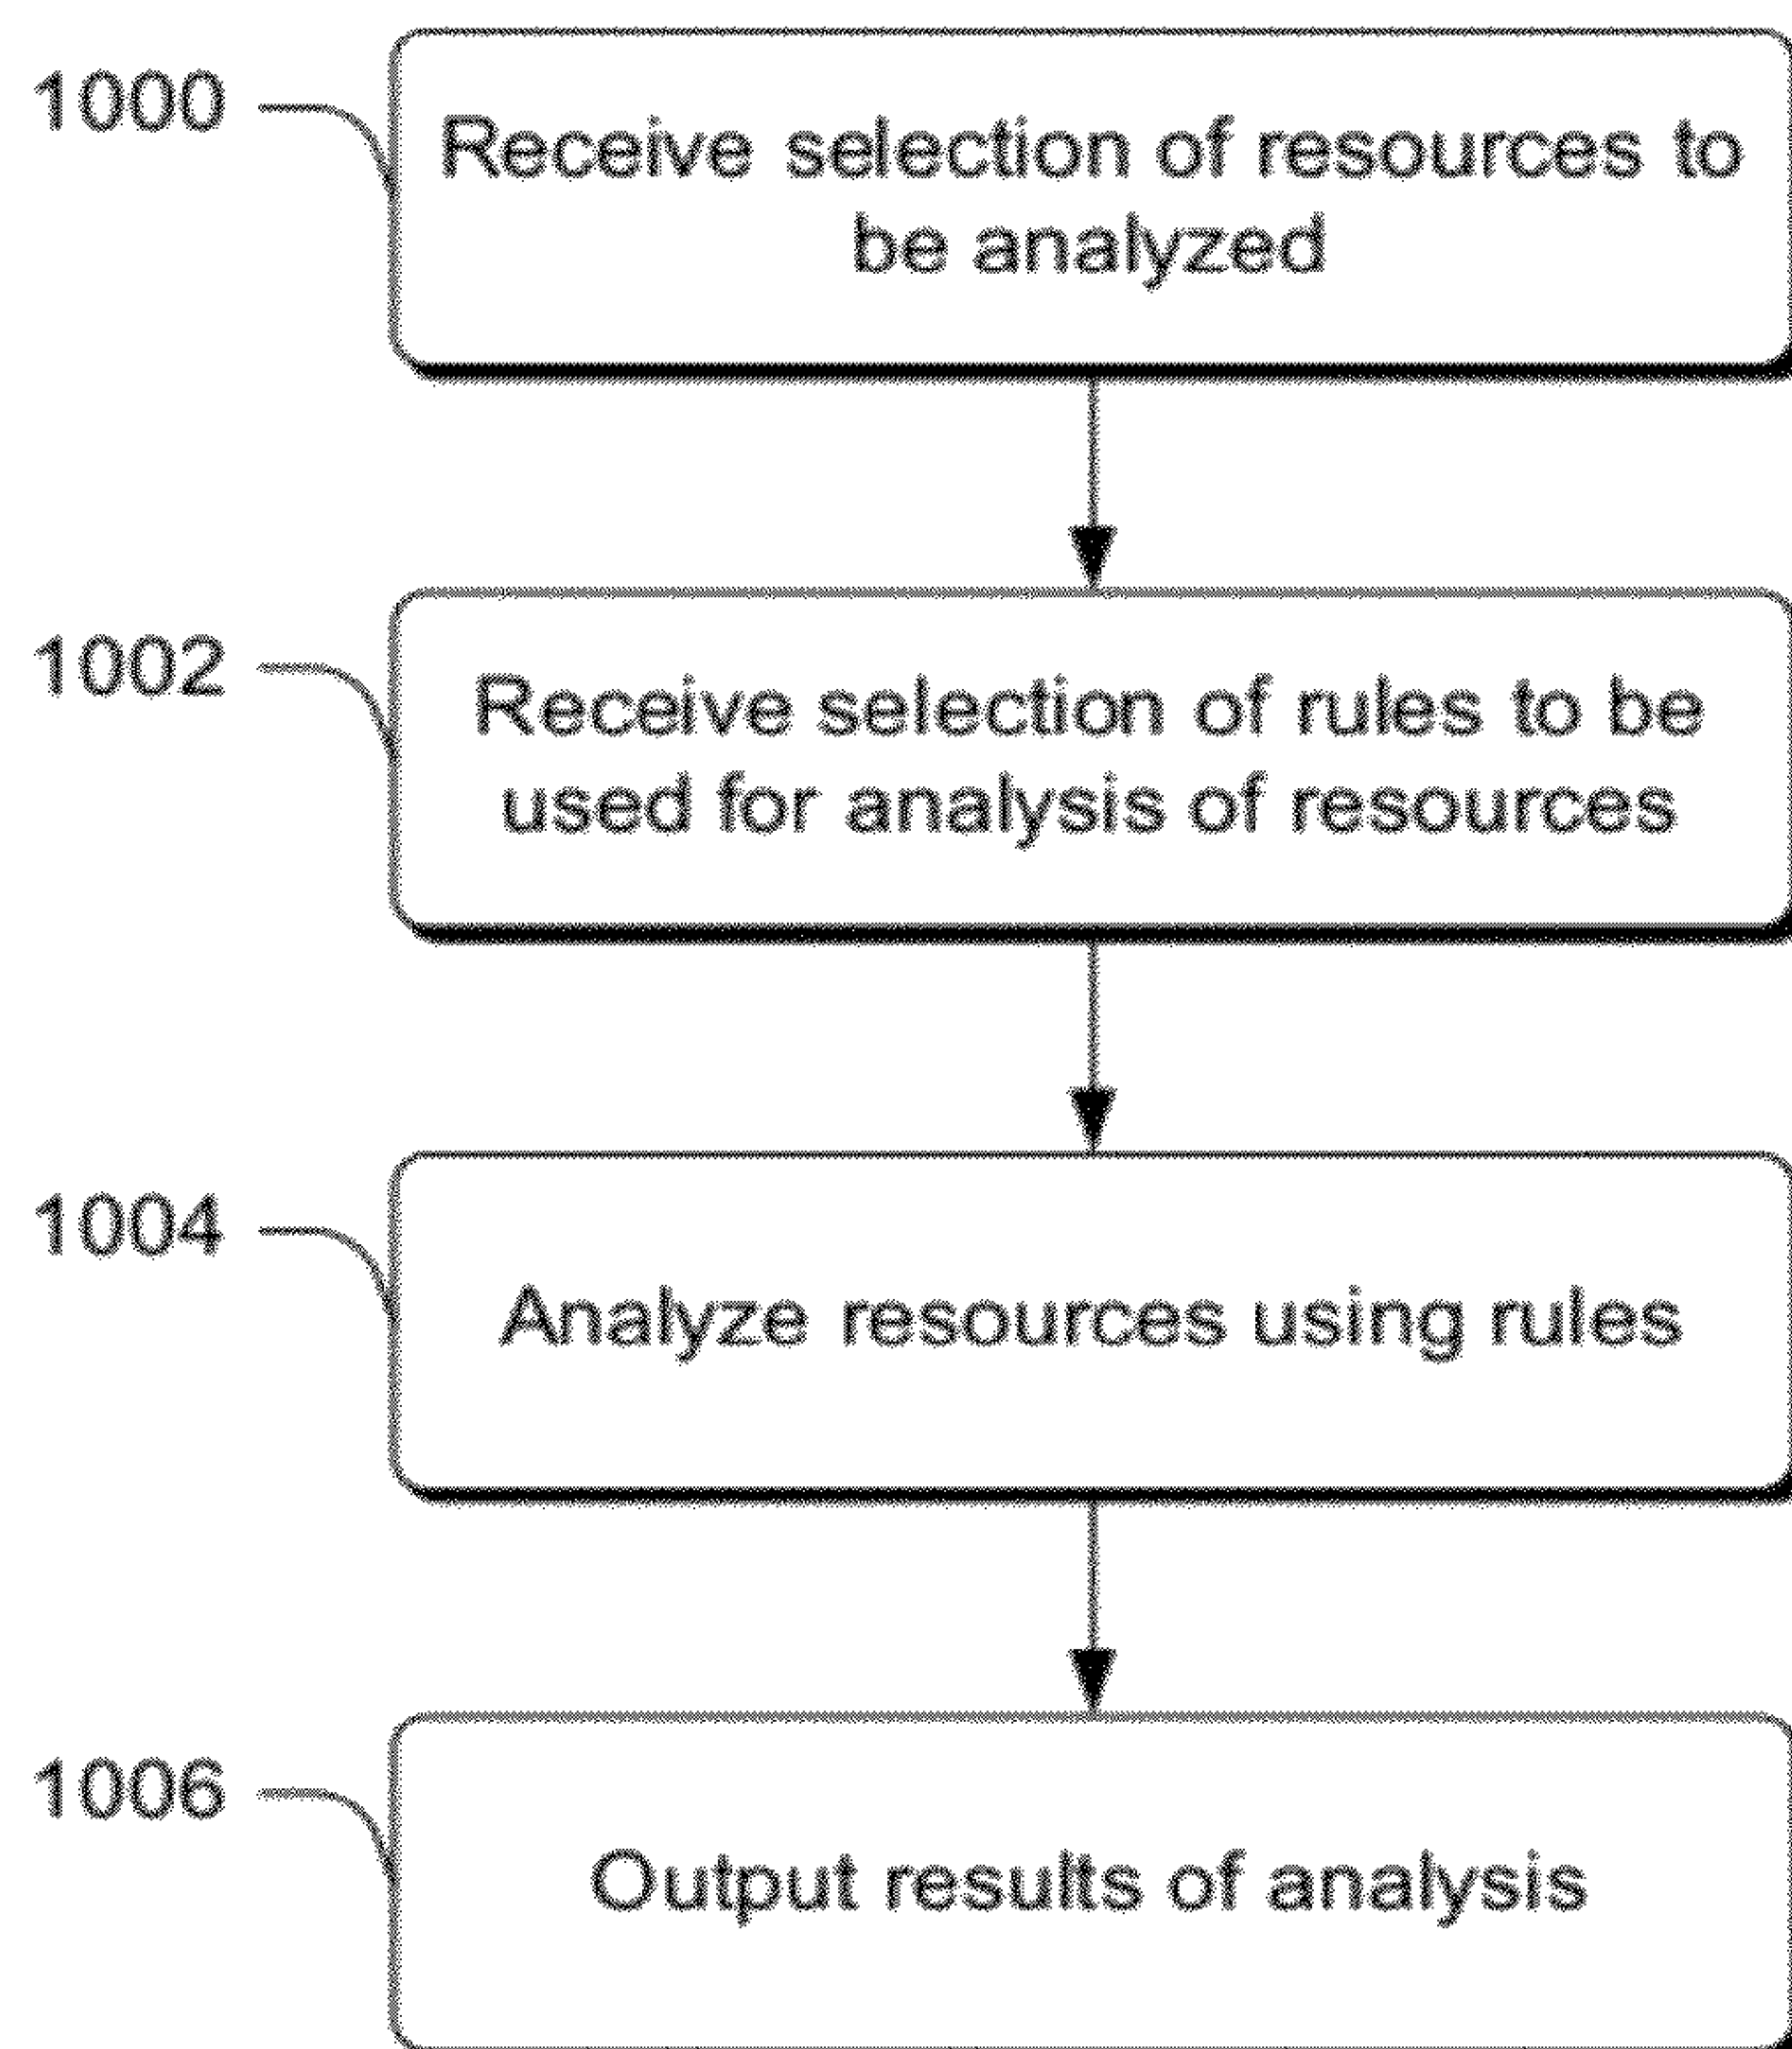 1000
Receive selection of resources to
be analyzed
1002
Receive selection of rules to be
used for analysis of resources
1004
Analyze resources using rules
1006
Output results of analysis